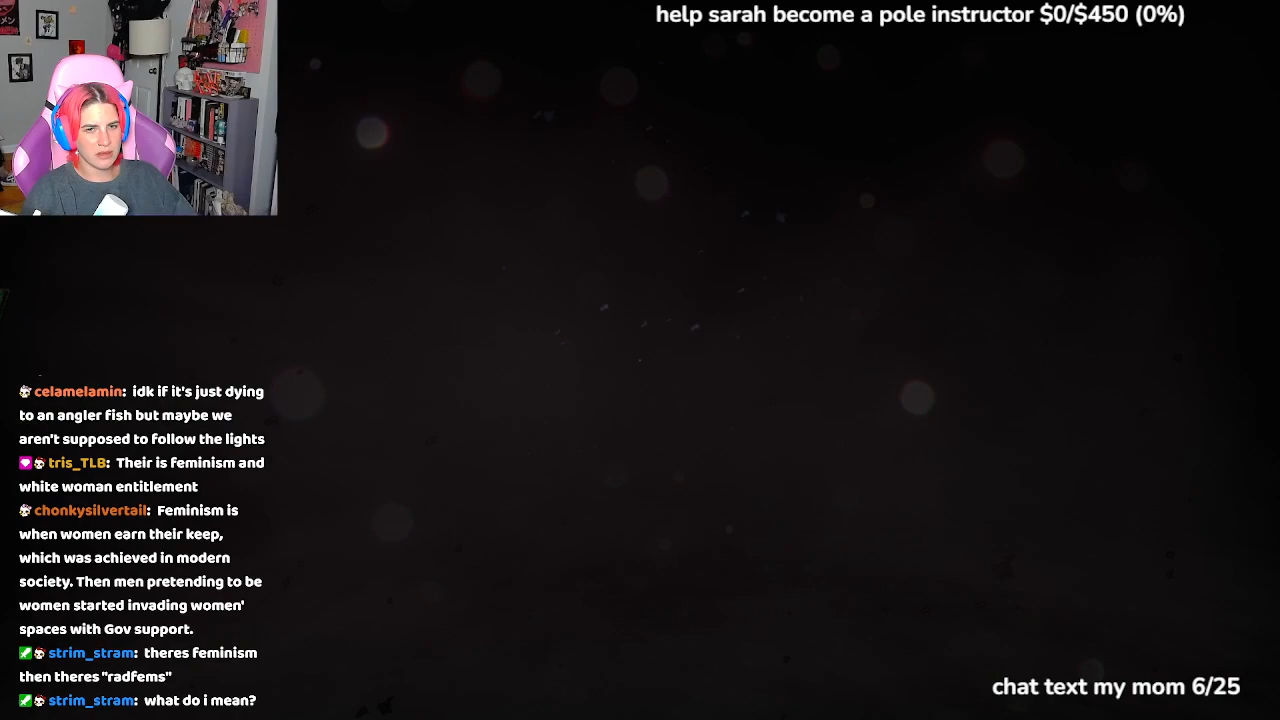 help sarah become a pole instructor $0/$450 (0%)
celamelamin: idk if it's just dying
to an angler fish but maybe we
aren't supposed to follow the lights
tris_TLB: Their is feminism and
white woman entitlement
chonkysilvertail: Feminism is
when women earn their keep,
which was achieved in modern
society. Then men pretending to be
women started invading women'
spaces with Gov support.
strim_stram: theres feminism
then theres "radfems"
strim_stram: what do i mean?
chat text my mom 6/25